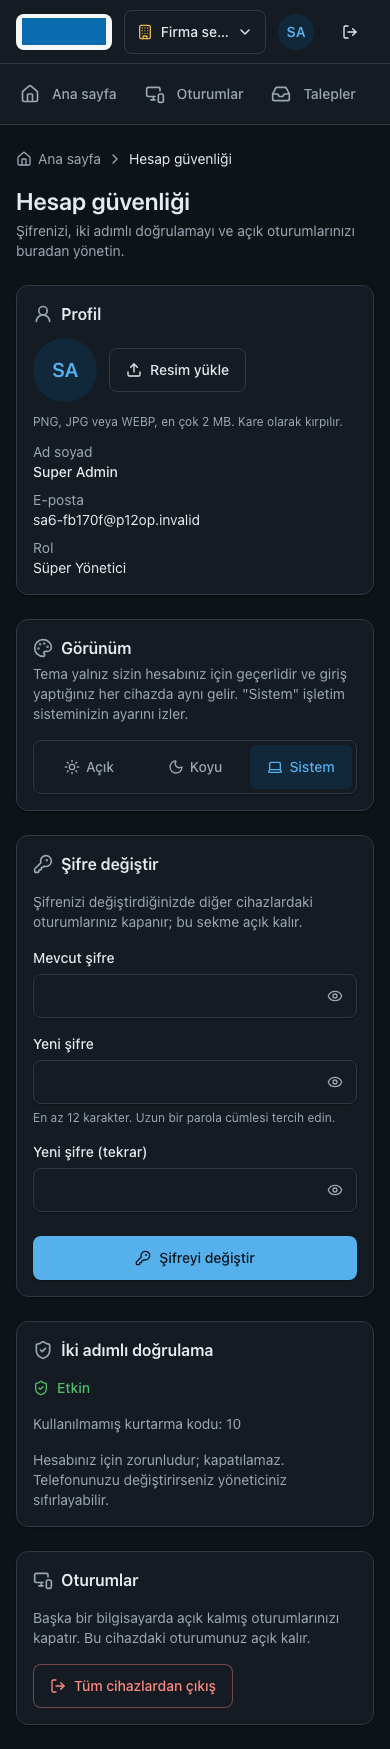 Firma se...
SA
Ana sayfa
Oturumlar
Talepler
Ana sayfa
Hesap güvenliği
Hesap güvenliği
Şifrenizi, iki adımlı doğrulamayı ve açık oturumlarınızı
buradan yönetin.
Profil
SA
Resim yükle
PNG, JPG veya WEBP, en çok 2 MB. Kare olarak kırpılır.
Ad soyad
Super Admin
E-posta
sa6-fb170f@p12op.invalid
Rol
Süper Yönetici
Görünüm
Tema yalnız sizin hesabınız için geçerlidir ve giriş
yaptığınız her cihazda aynı gelir. "Sistem" işletim
sisteminizin ayarını izler.
Açık
Koyu
Sistem
Şifre değiştir
Şifrenizi değiştirdiğinizde diğer cihazlardaki
oturumlarınız kapanır; bu sekme açık kalır.
Mevcut şifre
Yeni şifre
En az 12 karakter. Uzun bir parola cümlesi tercih edin.
Yeni şifre (tekrar)
Şifreyi değiştir
İki adımlı doğrulama
Etkin
Kullanılmamış kurtarma kodu: 10
Hesabınız için zorunludur; kapatılamaz.
Telefonunuzu değiştirirseniz yöneticiniz
sıfırlayabilir.
Oturumlar
Başka bir bilgisayarda açık kalmış oturumlarınızı
kapatır. Bu cihazdaki oturumunuz açık kalır.
Tüm cihazlardan çıkış